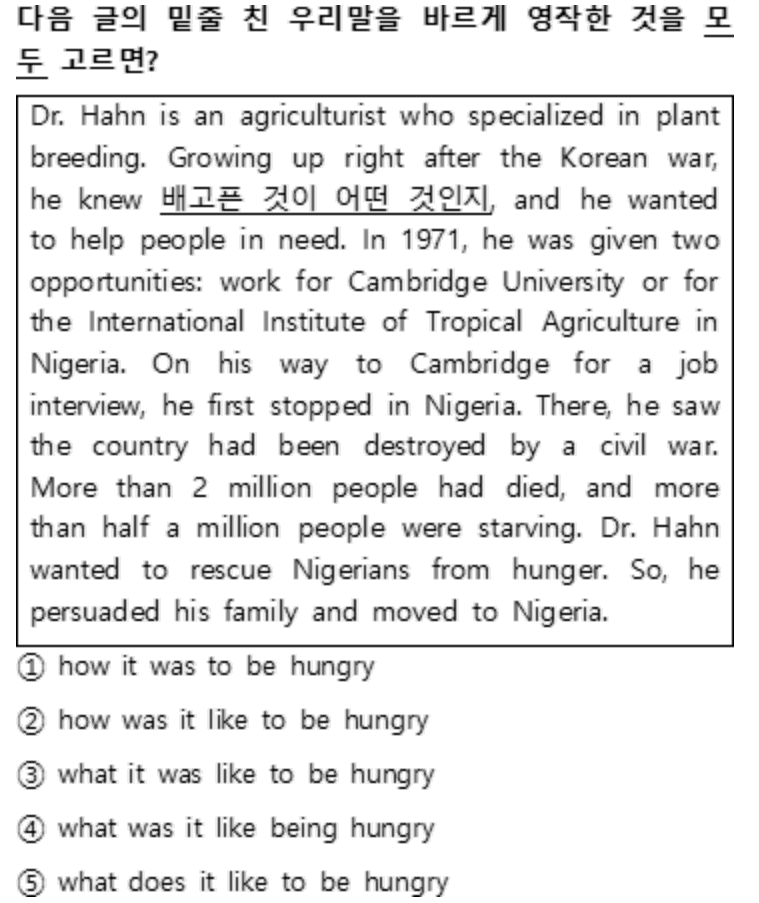 다음 글의 밑줄 친 우리말을 바르게 영작한 것을 모
두 고르면?
Dr. Hahn is an agriculturist who specialized in plant
breeding. Growing up right after the Korean war,
he knew 배고픈 것이 어떤 것인지, and he wanted
to help people in need. In 1971, he was given two
opportunities: work for Cambridge University or for
the International Institute of Tropical Agriculture in
Nigeria. On his way to Cambridge for a job
interview, he first stopped in Nigeria. There, he saw
the country had been destroyed by a civil war.
More than 2 million people had died, and more
than half a million people were starving. Dr. Hahn
wanted to rescue Nigerians from hunger. So, he
persuaded his family and moved to Nigeria.
① how it was to be hungry
② how was it like to be hungry
③ what it was like to be hungry
④ what was it like being hungry
⑤ what does it like to be hungry